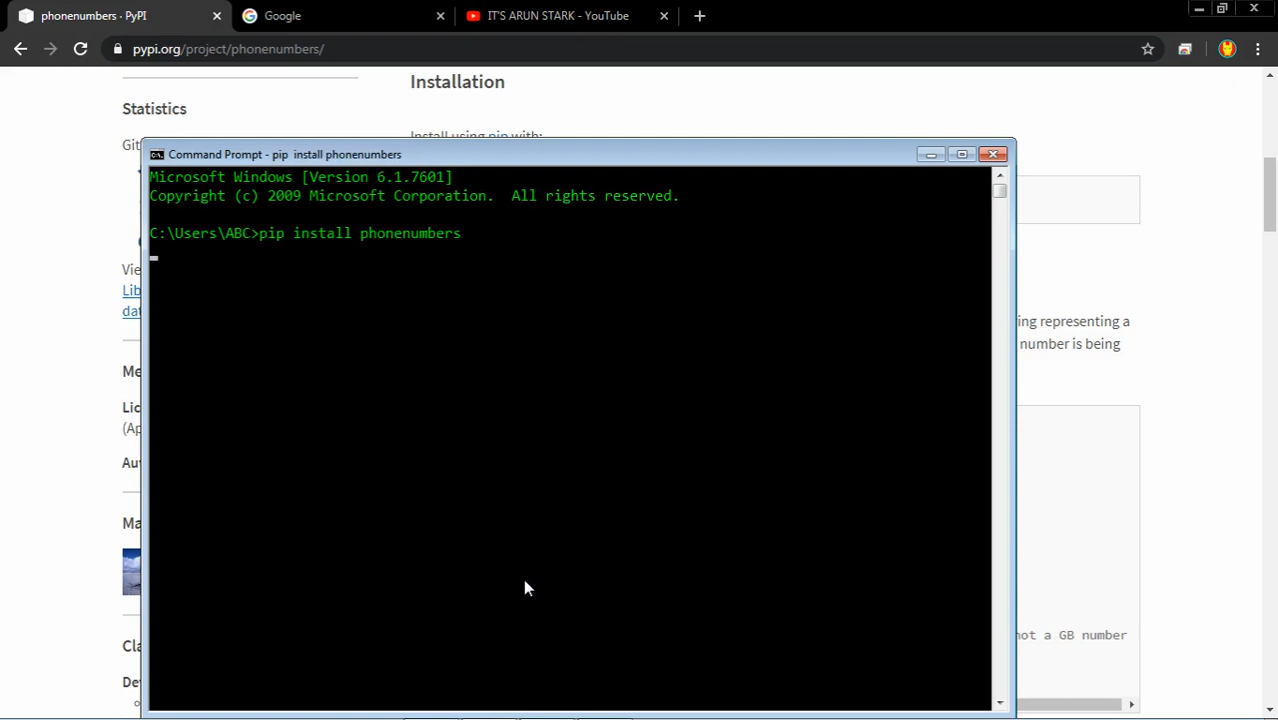 phonenumbers · PyPI
Google
IT'S ARUN STARK - YouTube
pypi.org/project/phonenumbers/
Installation
Statistics
Install using pip with:
Command Prompt - pip install phonenumbers
Microsoft Windows [Version 6.1.7601]
Copyright (c) 2009 Microsoft Corporation. All rights reserved.
C:\Users\ABC>pip install phonenumbers
Git
Vie
Lib
dat
ing representing a
number is being
Me
Lic
(Ap
Aut
Ma
not a GB number
Cla
De